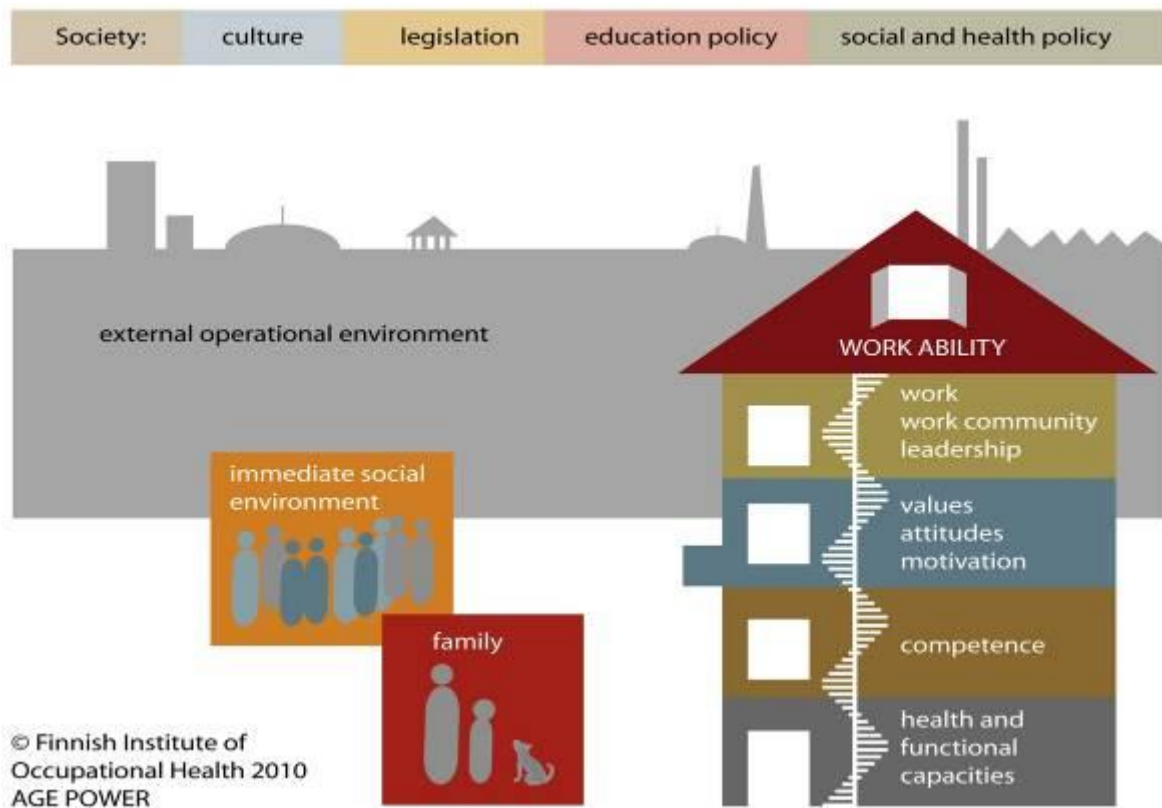 Society: culture legislation education policy social and health policy
external operational environment
WORK ABILITY
work
work community
leadership
immediate social
environment
values
attitudes
motivation
family
competence
health and
functional
capacities
© Finnish Institute of
Occupational Health 2010
AGE POWER